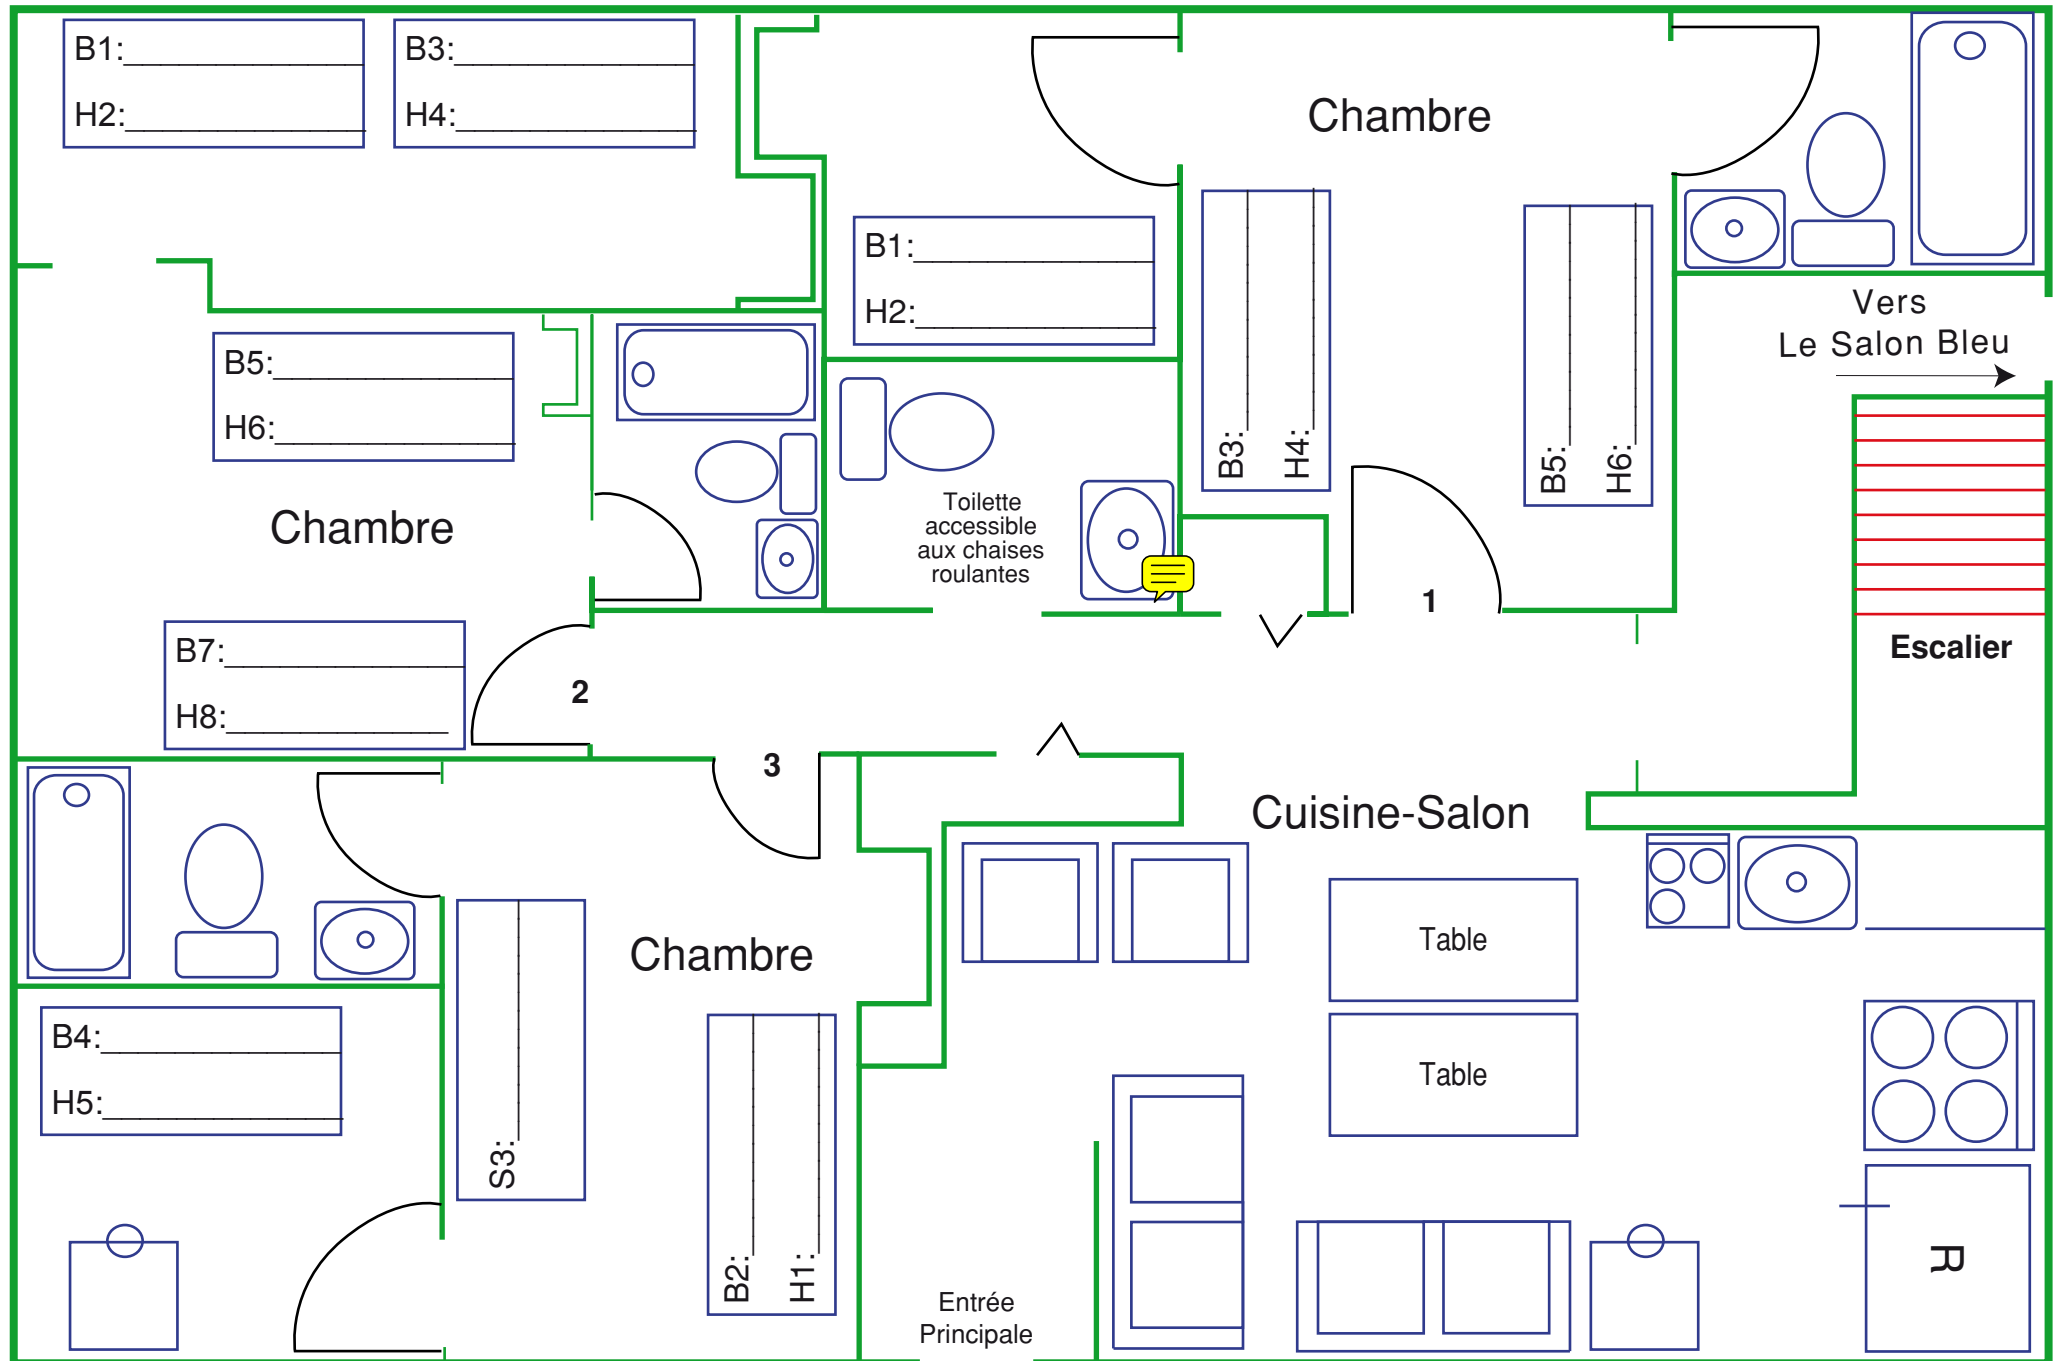 B1:
H2:
B3:
H4:
Chambre
B1:
H2:
B3:
H4:
B5:
H6:
Vers
Le Salon Bleu
B5:
H6:
Chambre
Toilette
accessible
aux chaises
roulantes
1
Escalier
B7:
H8:
2
3
Cuisine-Salon
Chambre
Table
Table
B4:
H5:
S3:
B2:
H1:
R
Entrée
Principale